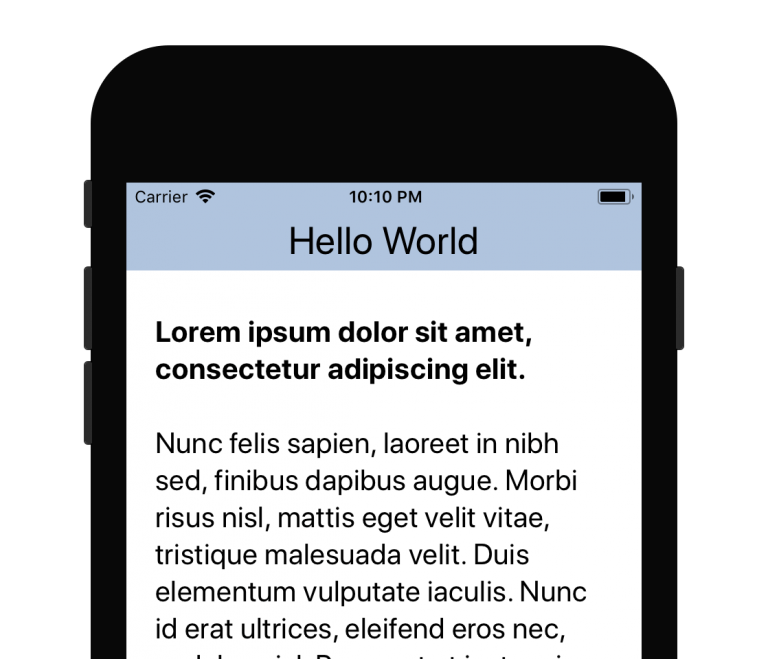 Carrier
10:10 PM
Hello World
Lorem ipsum dolor sit amet,
consectetur adipiscing elit.
Nunc felis sapien, laoreet in nibh
sed, finibus dapibus augue. Morbi
risus nisl, mattis eget velit vitae,
tristique malesuada velit. Duis
elementum vulputate iaculis. Nunc
id erat ultrices, eleifend eros nec,